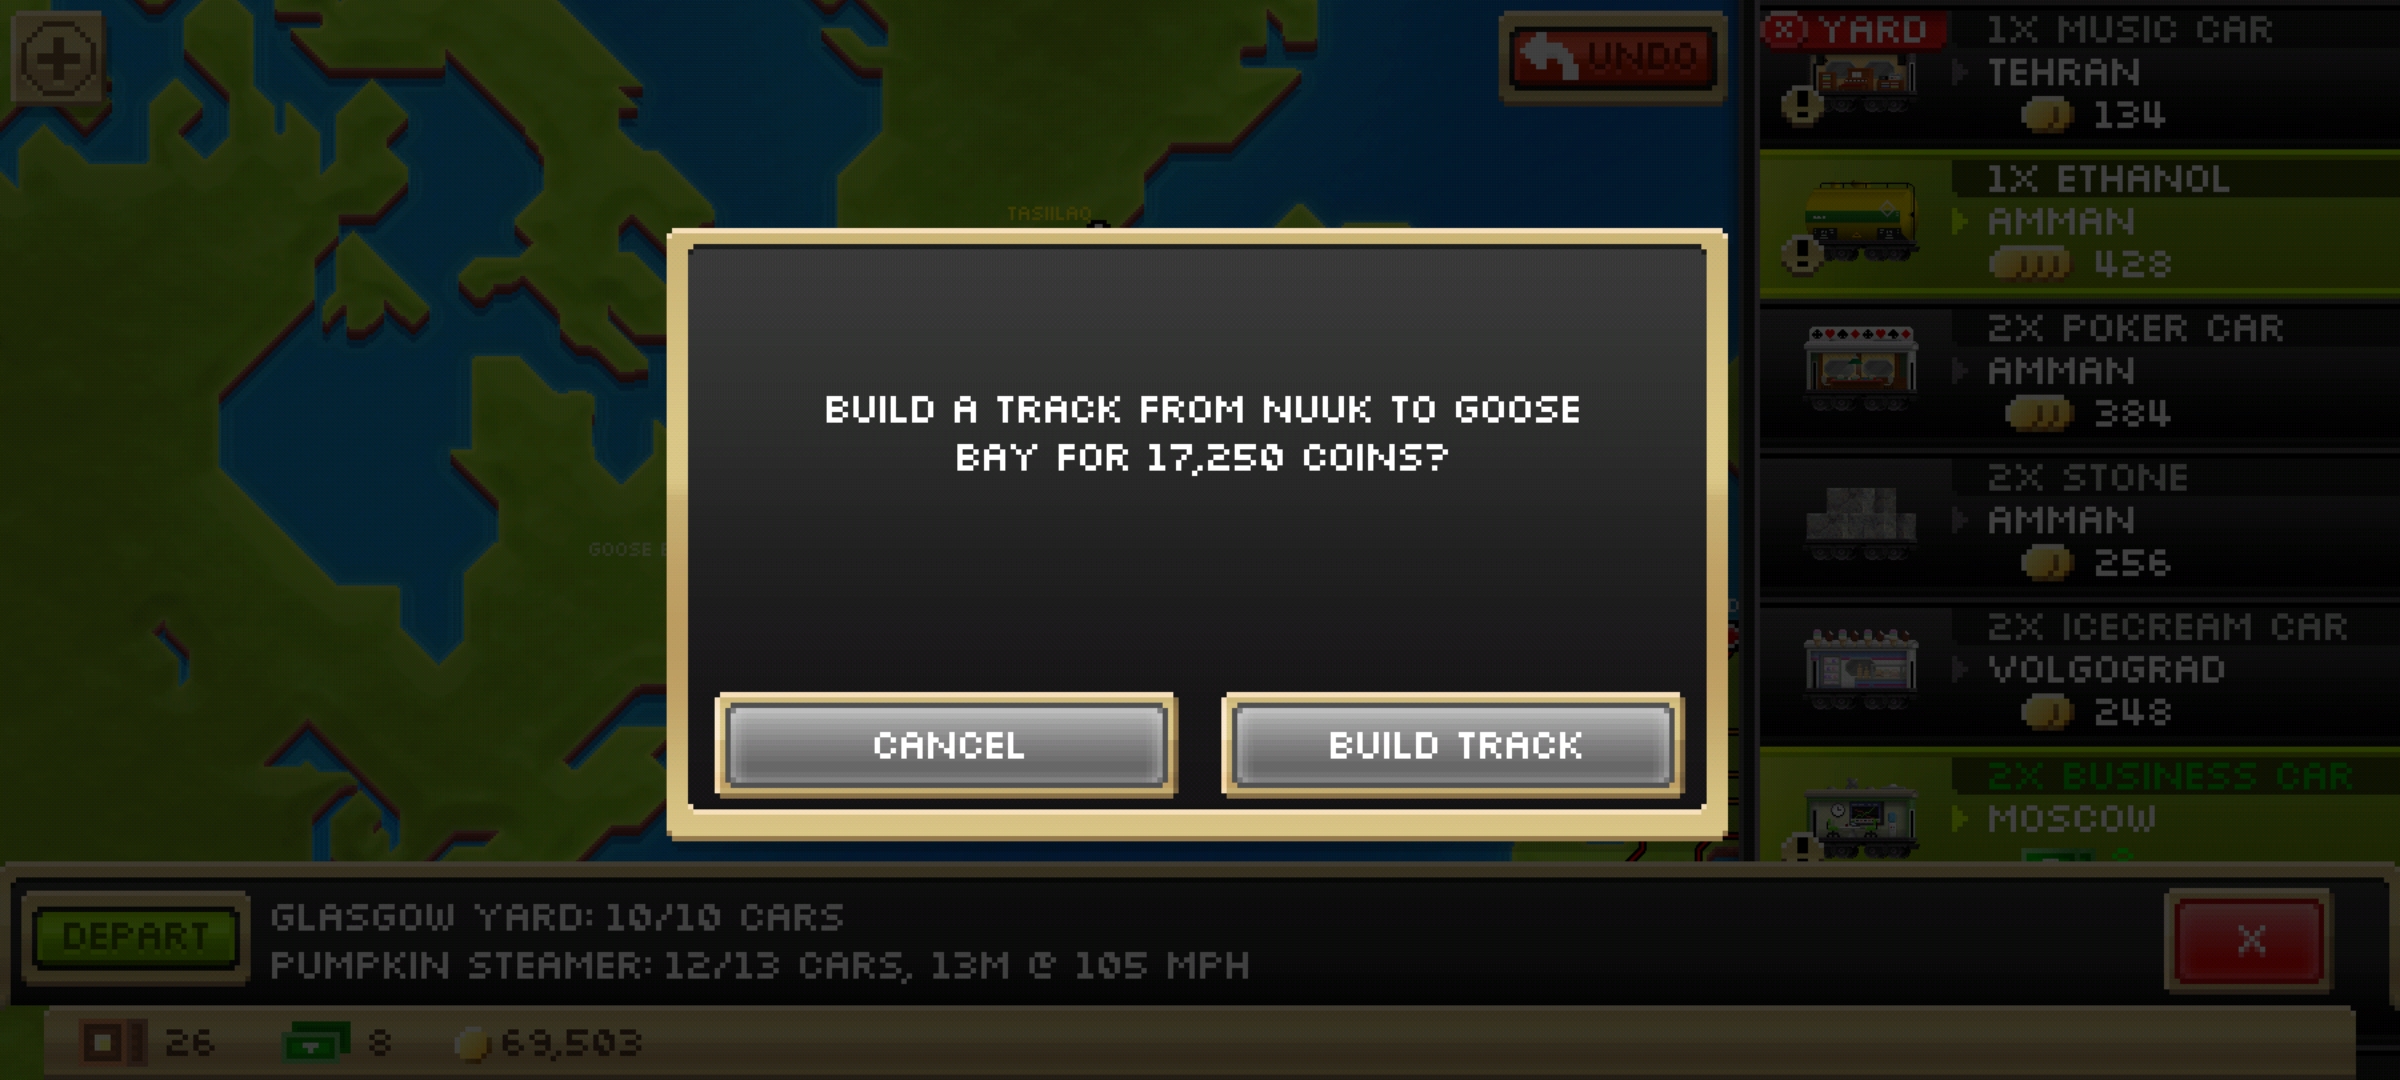 UNDO
TASIILAQ
GOOSE
BUILD A TRACK FROM NUUK TO GOOSE
BAY FOR 17,250 COINS?
CANCEL
BUILD TRACK
YARD
1X MUSIC CAR
TEHRAN
134
1X ETHANOL
AMMAN
428
2X POKER CAR
AMMAN
384
2X STONE
AMMAN
256
2X ICECREAM CAR
VOLGOGRAD
248
2X BUSINESS CAR
MOSCOW
DEPART
GLASGOW YARD: 10/10 CARS
PUMPKIN STEAMER: 12/13 CARS, 13M @ 105 MPH
X
26
8
69,503